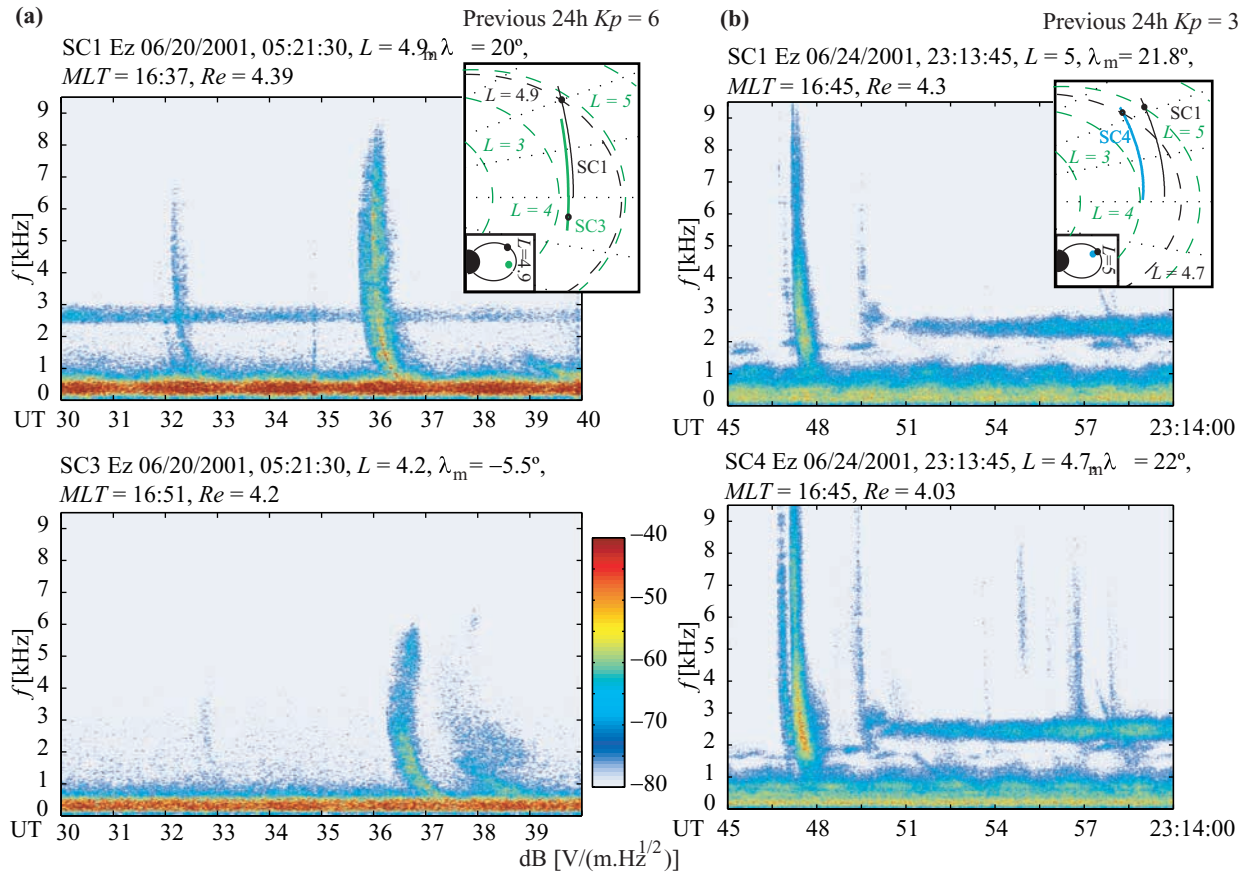 (a)
Previous 24h Kp = 6
SC1 Ez 06/20/2001, 05:21:30, L = 4.9, λm = 20°,
MLT = 16:37, Re = 4.39
9
8
7
6
5
4
3
2
1
0
f [kHz]
UT
30 31 32 33 34 35 36 37 38 39 40
L = 4.9
L = 5
L = 3
SC1
L = 4
SC3
L=4.9
(b)
Previous 24h Kp = 3
SC1 Ez 06/24/2001, 23:13:45, L = 5, λm = 21.8º,
MLT = 16:45, Re = 4.3
9
8
7
6
5
4
3
2
1
0
f [kHz]
UT
45 48 51 54 57 23:14:00
SC1
SC4
L = 5
L = 3
L = 4
L=5
L ≠ 4.7
SC3 Ez 06/20/2001, 05:21:30, L = 4.2, λm = –5.5º,
MLT = 16:51, Re = 4.2
9
8
7
6
5
4
3
2
1
0
f [kHz]
UT
30 31 32 33 34 35 36 37 38 39
–40
–50
–60
–70
–80
dB [V/(m.Hz1/2)]
SC4 Ez 06/24/2001, 23:13:45, L = 4.7, λm = 22º,
MLT = 16:45, Re = 4.03
9
8
7
6
5
4
3
2
1
0
f [kHz]
UT
45 48 51 54 57 23:14:00